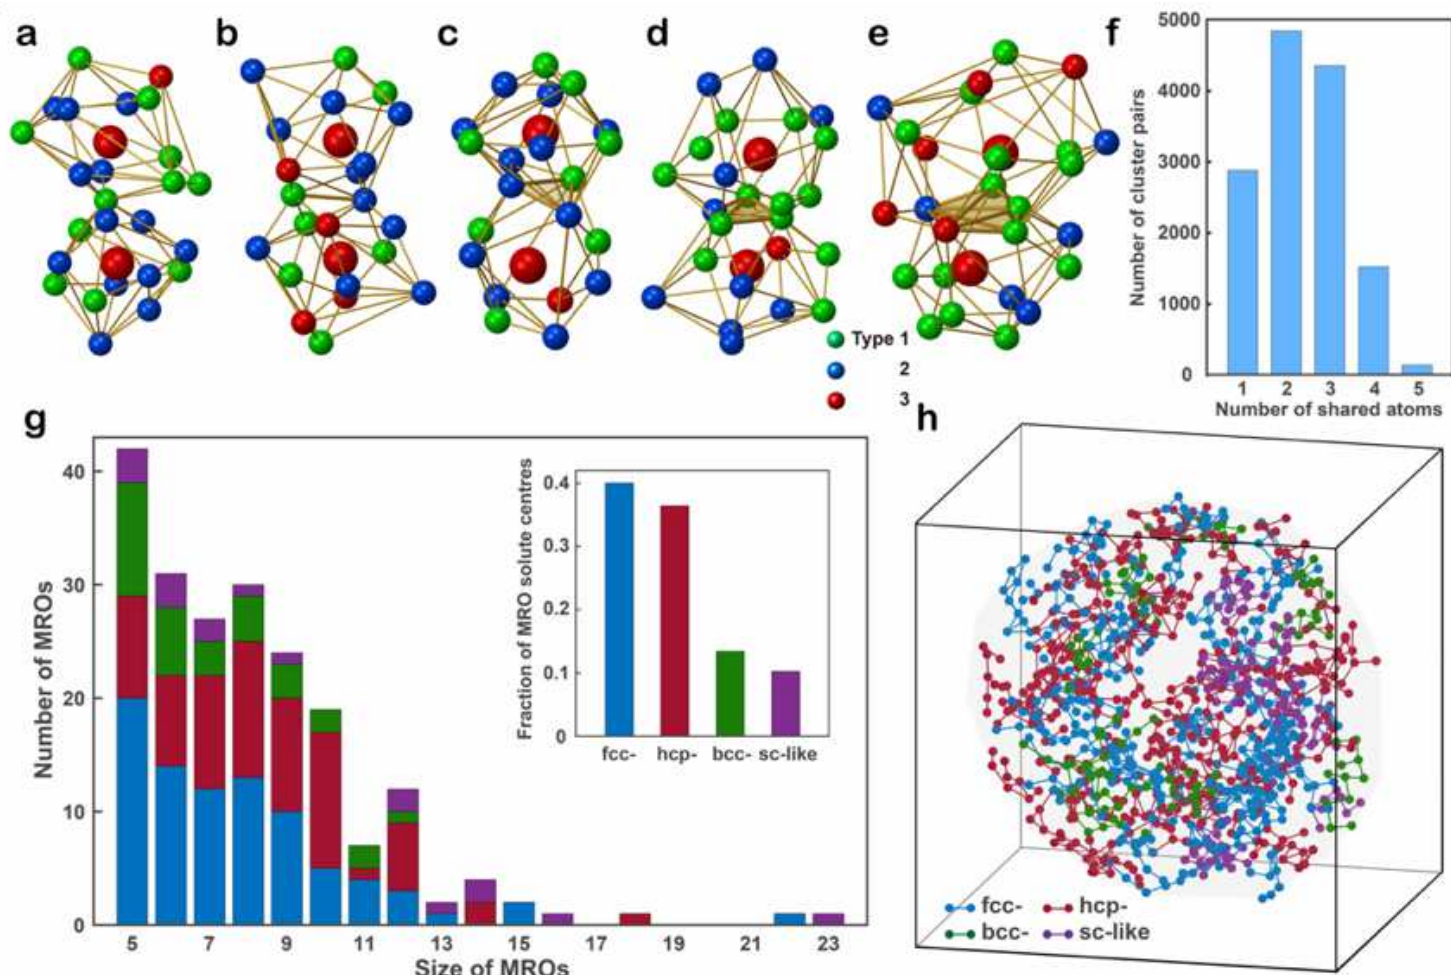 a
b
c
d
e
f
Type 1
2
3
5000
4000
3000
2000
1000
0
Number of cluster pairs
1 2 3 4 5
Number of shared atoms
g
40
30
20
10
0
Number of MROs
5 7 9 11 13 15 17 19 21 23
Size of MROs
0.4
0.3
0.2
0.1
0
Fraction of MRO solute centres
fcc- hcp- bcc- sc-like
h
fcc- hcp-
bcc- sc-like